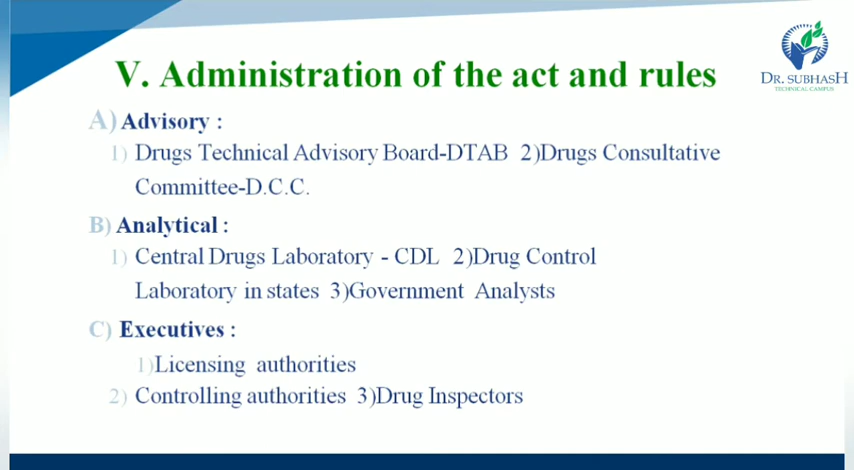 DR. SUBHASH
TECHNICAL CAMPUS
V. Administration of the act and rules
A) Advisory :
1) Drugs Technical Advisory Board-DTAB 2)Drugs Consultative
Committee-D.C.C.
B) Analytical :
1) Central Drugs Laboratory - CDL 2)Drug Control
Laboratory in states 3)Government Analysts
C) Executives :
1)Licensing authorities
2) Controlling authorities 3)Drug Inspectors